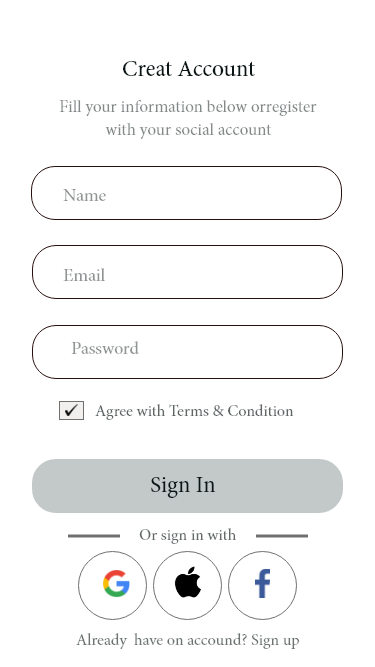 Creat Account
Fill your information below orregister
with your social account
Name
Email
Password
Agree with Terms & Condition
Sign In
Or sign in with
Already have on accound? Sign up